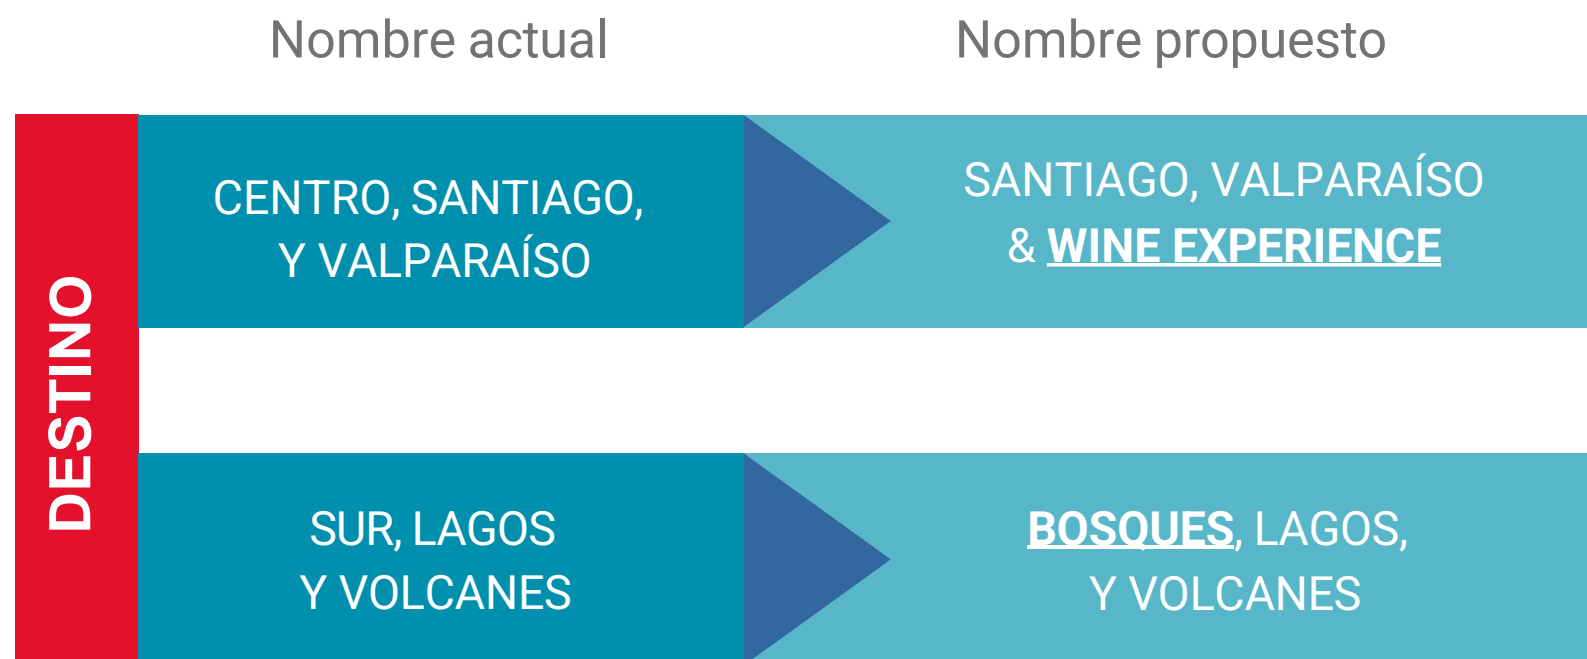 Nombre actual
Nombre propuesto
DESTINO
CENTRO, SANTIAGO,
Y VALPARAÍSO
SANTIAGO, VALPARAÍSO
& WINE EXPERIENCE
SUR, LAGOS
Y VOLCANES
BOSQUES, LAGOS,
Y VOLCANES